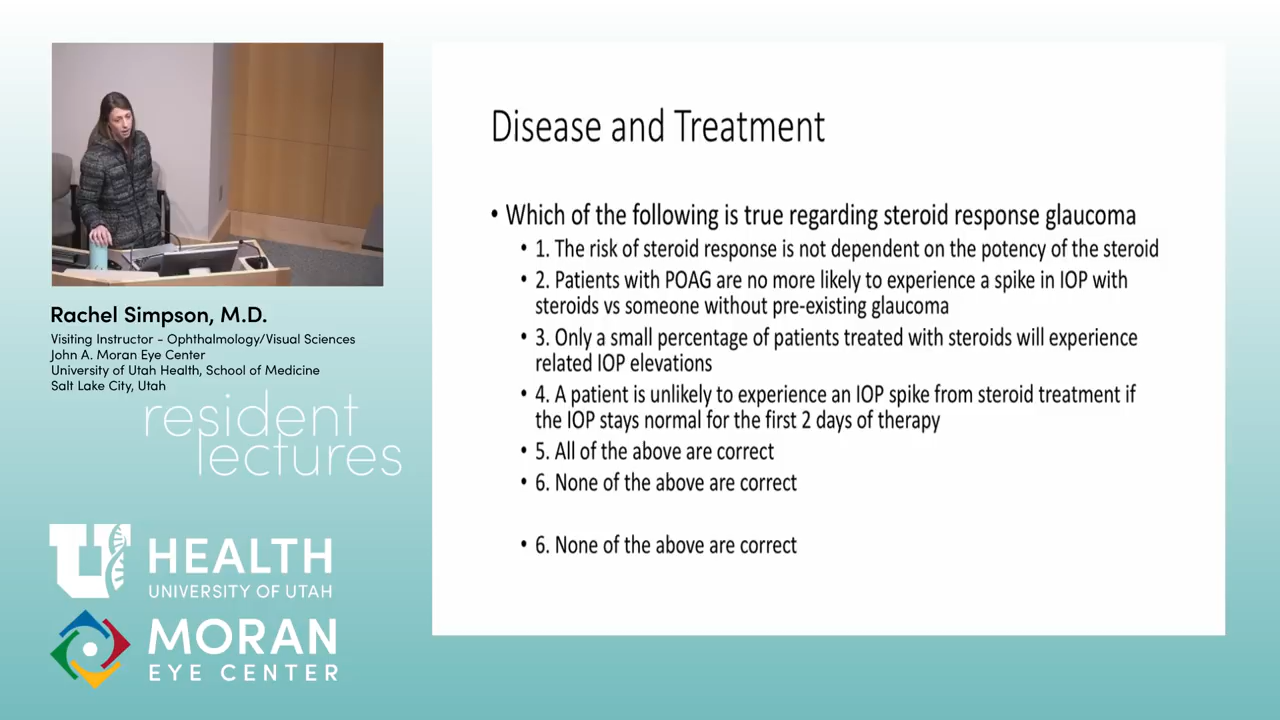 Rachel Simpson, M.D.
Visiting Instructor - Ophthalmology/Visual Sciences
John A. Moran Eye Center
University of Utah Health, School of Medicine
Salt Lake City, Utah
resident
lectures
U HEALTH
UNIVERSITY OF UTAH
MORAN
EYE CENTER
Disease and Treatment
• Which of the following is true regarding steroid response glaucoma
• 1. The risk of steroid response is not dependent on the potency of the steroid
• 2. Patients with POAG are no more likely to experience a spike in IOP with
steroids vs someone without pre-existing glaucoma
• 3. Only a small percentage of patients treated with steroids will experience
related IOP elevations
• 4. A patient is unlikely to experience an IOP spike from steroid treatment if
the IOP stays normal for the first 2 days of therapy
• 5. All of the above are correct
• 6. None of the above are correct
• 6. None of the above are correct